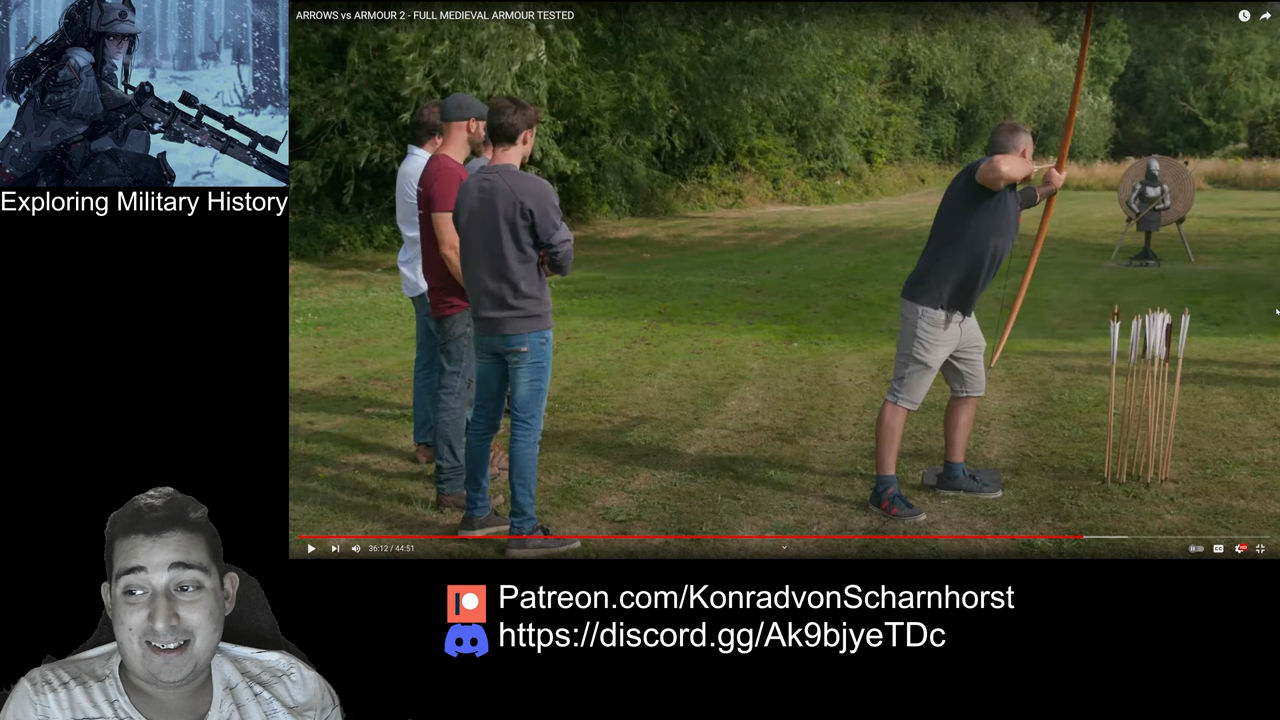 ARROWS vs ARMOUR 2 - FULL MEDIEVAL ARMOUR TESTED
Exploring Military History
36:12 / 44:51
CC
Patreon.com/KonradvonScharnhorst
https://discord.gg/Ak9bjyeTDc